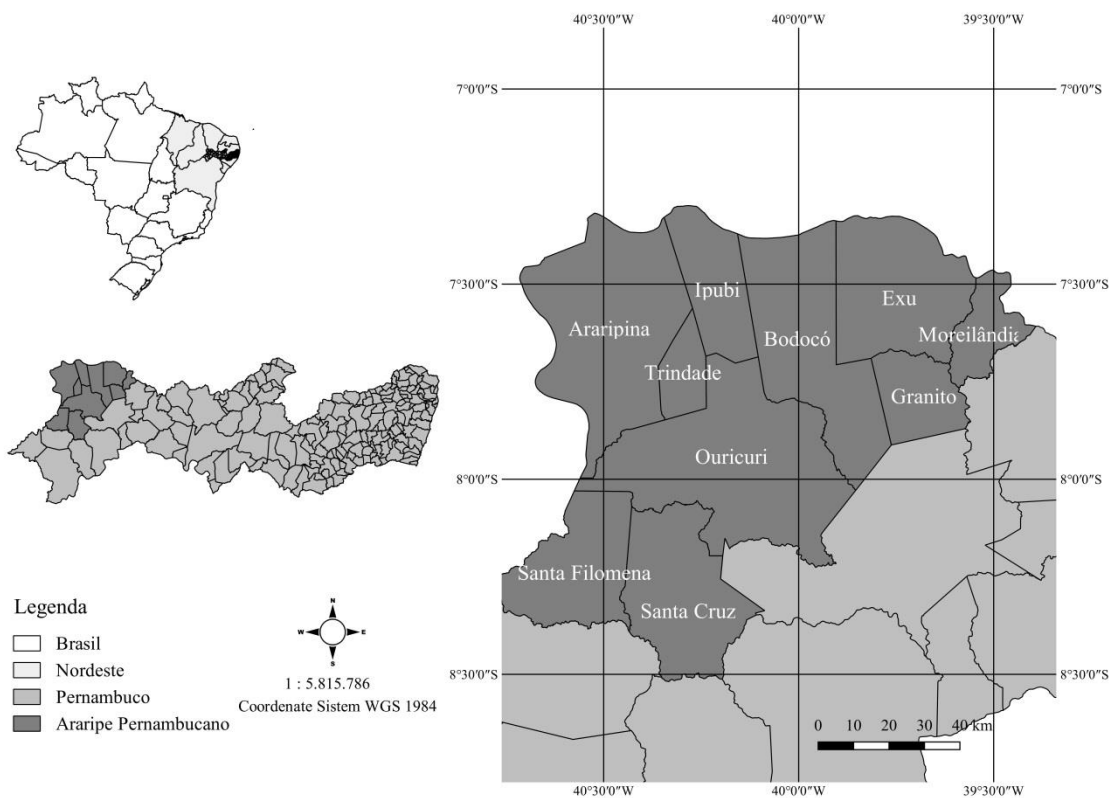 40°30'0"W
40°0'0"W
39°30'0"W
7°0'0"S
7°0'0"S
7°30'0"S
7°30'0"S
Ipubi
Exu
Araripina
Bodocó
Moreilândia
Trindade
Granito
Ouricuri
8°0'0"S
8°0'0"S
Santa Filomena
Santa Cruz
8°30'0"S
8°30'0"S
0 10 20 30 40 km
40°30'0"W
40°0'0"W
39°30'0"W
Legenda
Brasil
Nordeste
Pernambuco
Araripe Pernambucano
N
W E
S
1 : 5.815.786
Coordenate Sistem WGS 1984